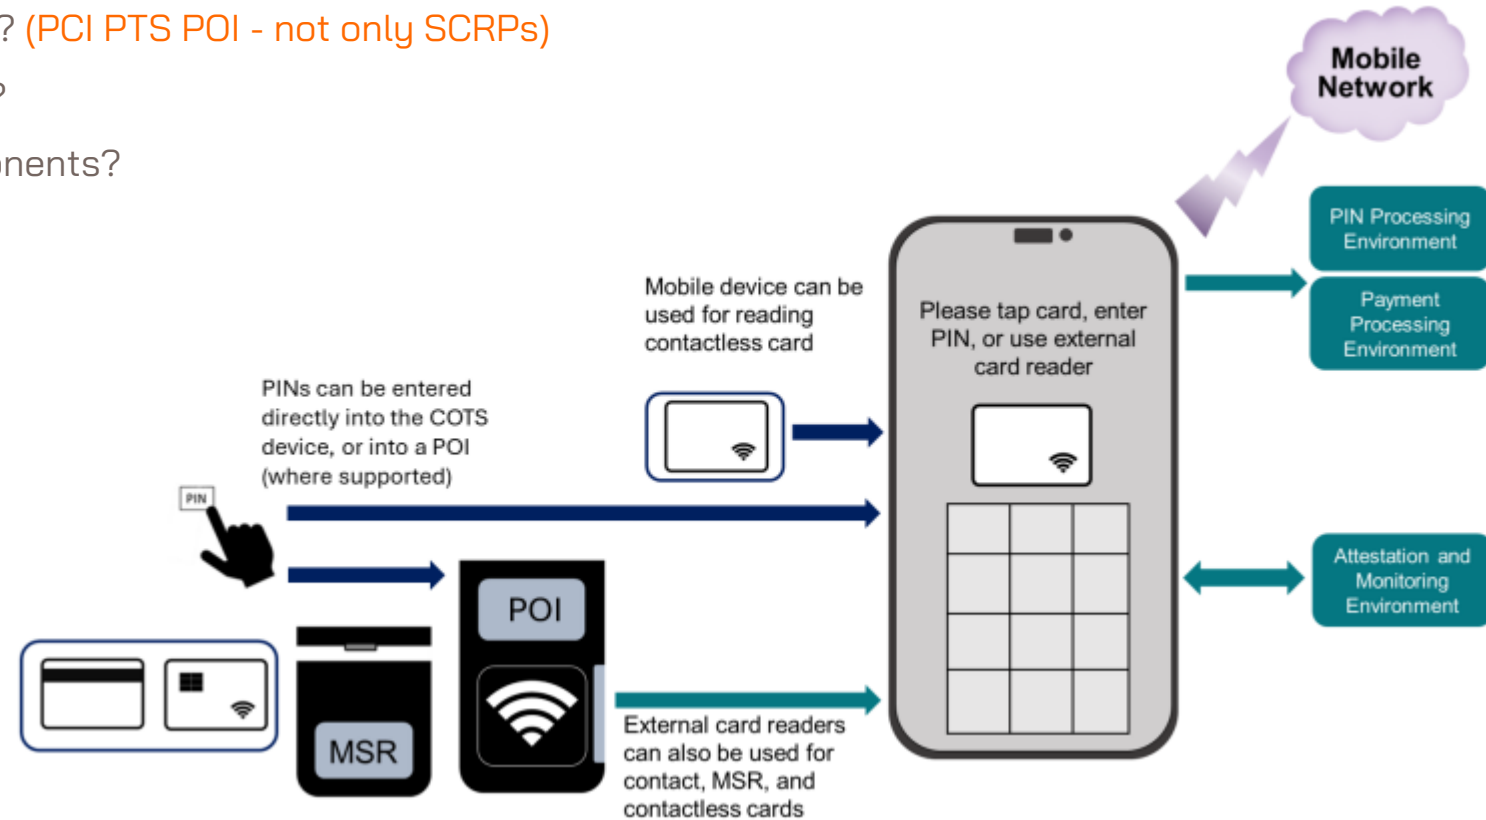 ? (PCI PTS POI - not only SCRPs)
?
onents?
Mobile
Network
PIN Processing
Environment
Payment
Processing
Environment
Mobile device can be
used for reading
contactless card
Please tap card, enter
PIN, or use external
card reader
PINs can be entered
directly into the COTS
device, or into a POI
(where supported)
PIN
POI
MSR
External card readers
can also be used for
contact, MSR, and
contactless cards
Attestation and
Monitoring
Environment